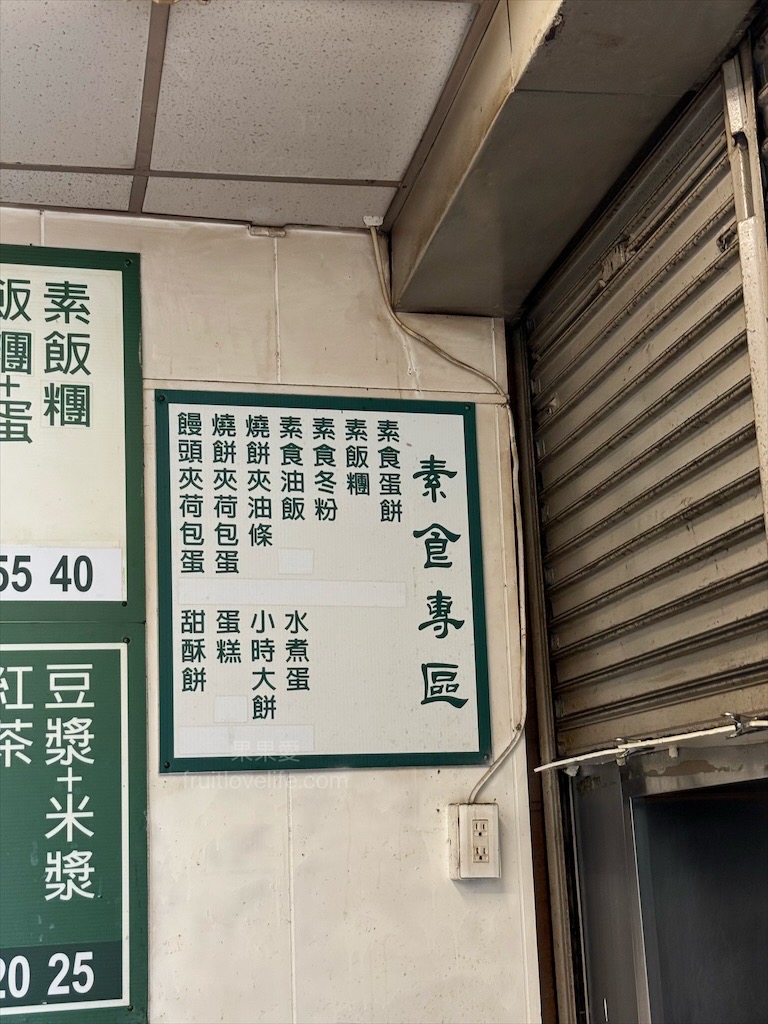 素食專區
素食蛋餅
素飯糰
素食冬粉
素食油飯
燒餅夾油條
燒餅夾荷包蛋
饅頭夾荷包蛋
水煮蛋
小時大餅
蛋糕
甜酥餅
素飯糰
飯糰+蛋
40
55
豆漿+米漿
紅茶
25
20
果果愛
fruitlovelife.com